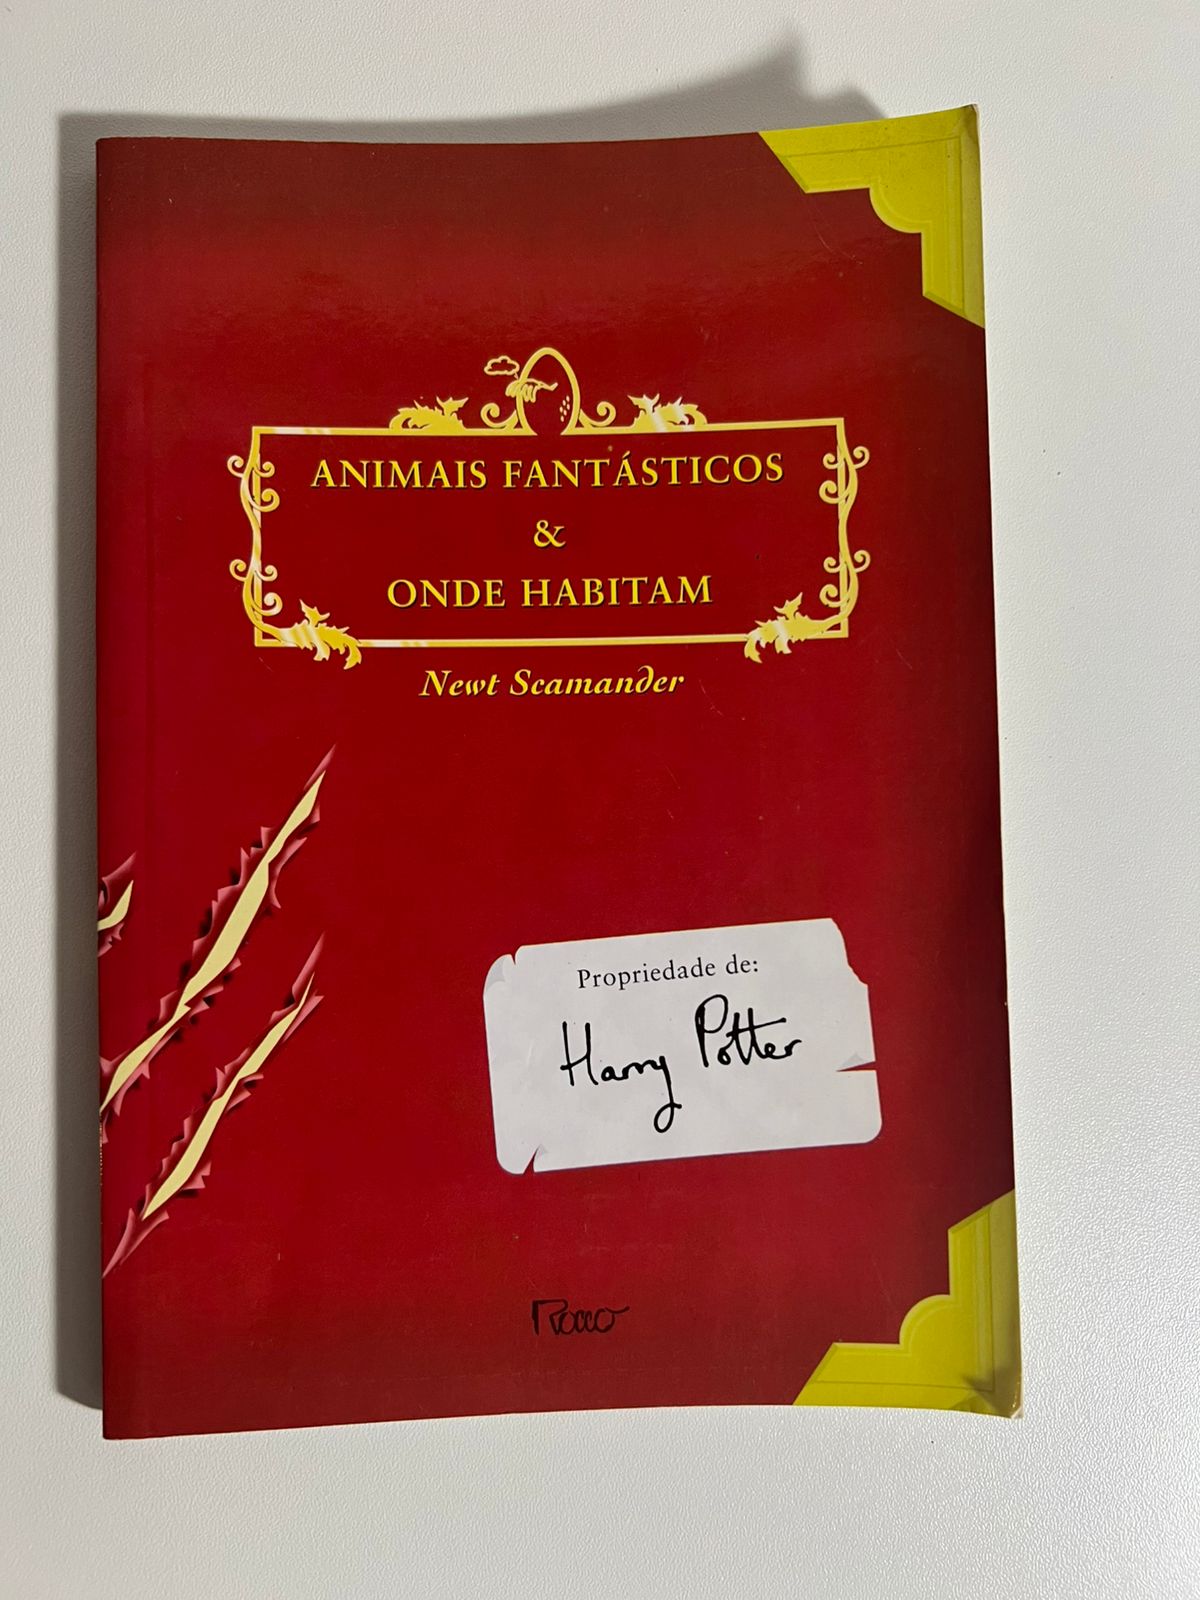 ANIMAIS FANTÁSTICOS
&
ONDE HABITAM
Newt Scamander
Propriedade de:
Harry Potter
Rocco